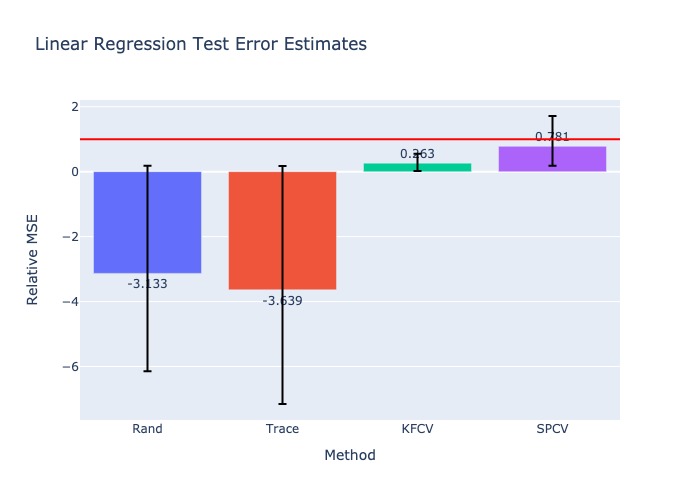 Linear Regression Test Error Estimates
2
0
−2
−4
−6
Relative MSE
-3.133
-3.639
0.263
0.781
Rand
Trace
KFCV
SPCV
Method